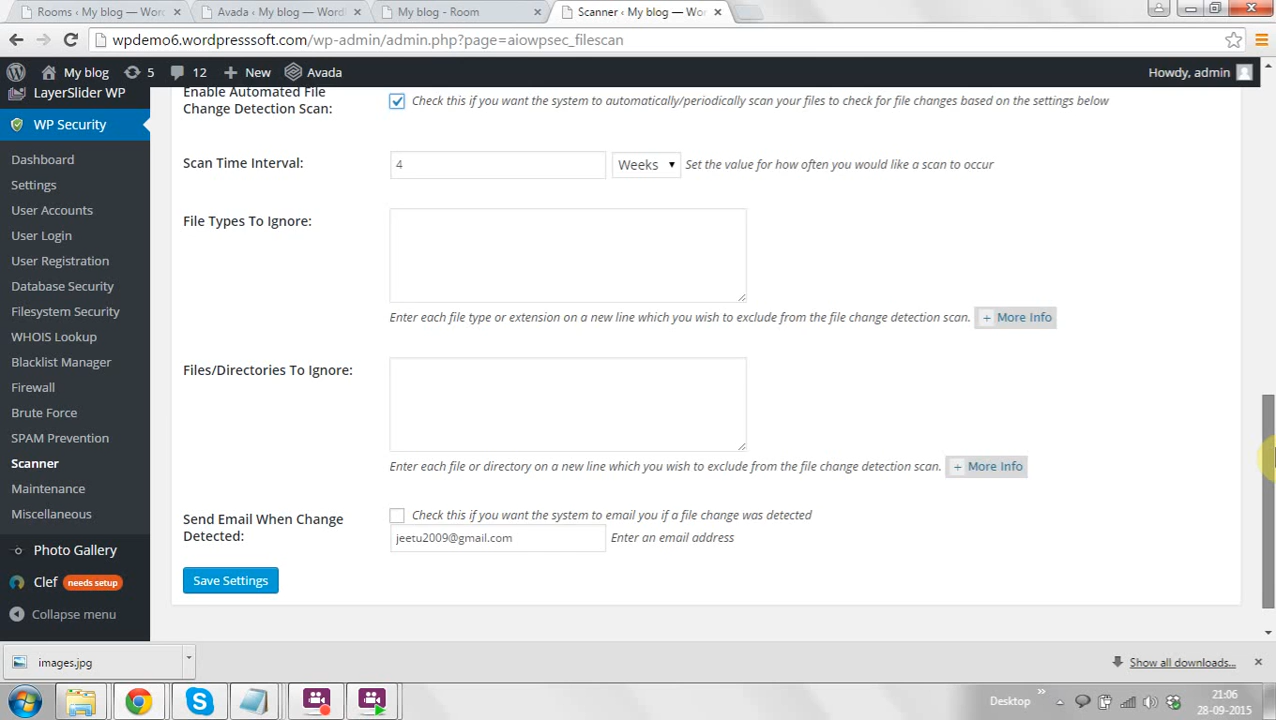 Rooms ‹ My blog — WordP
Avada ‹ My blog — WordP
My blog - Room
Scanner ‹ My blog — Wor
wpdemo6.wordpresssoft.com/wp-admin/admin.php?page=aiowpsec_filescan
My blog
5
12
New
Avada
Howdy, admin
LayerSlider WP
WP Security
Dashboard
Settings
User Accounts
User Login
User Registration
Database Security
Filesystem Security
WHOIS Lookup
Blacklist Manager
Firewall
Brute Force
SPAM Prevention
Scanner
Maintenance
Miscellaneous
Photo Gallery
Clef needs setup
Collapse menu
Enable Automated File
Change Detection Scan:
Check this if you want the system to automatically/periodically scan your files to check for file changes based on the settings below
Scan Time Interval:
4
Weeks
Set the value for how often you would like a scan to occur
File Types To Ignore:
Enter each file type or extension on a new line which you wish to exclude from the file change detection scan.
+ More Info
Files/Directories To Ignore:
Enter each file or directory on a new line which you wish to exclude from the file change detection scan.
+ More Info
Send Email When Change
Detected:
Check this if you want the system to email you if a file change was detected
jeetu2009@gmail.com
Enter an email address
Save Settings
images.jpg
Show all downloads...
Desktop
21:06
28-09-2015